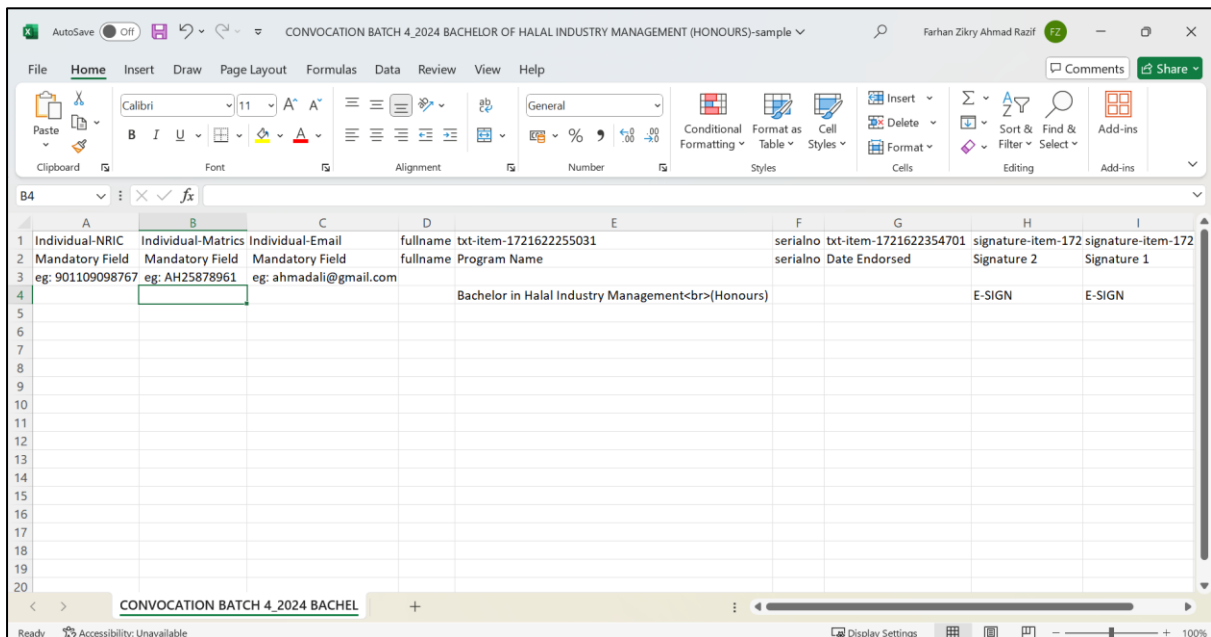 AutoSave Off CONVOCATION BATCH 4_2024 BACHELOR OF HALAL INDUSTRY MANAGEMENT (HONOURS)-sample Farhan Zikry Ahmad Razif FZ
File Home Insert Draw Page Layout Formulas Data Review View Help Comments Share
Paste Calibri 11 A A General Conditional Formatting Format as Table Cell Styles Insert Delete Format Sort & Filter Find & Select Add-ins
B I U A % 9 .00 .00
Clipboard Font Alignment Number Styles Cells Editing Add-ins
B4 fx
A B C D E F G H I
1 Individual-NRIC Individual-Matrics Individual-Email fullname txt-item-1721622255031 serialno txt-item-1721622354701 signature-item-172 signature-item-172
2 Mandatory Field Mandatory Field Mandatory Field fullname Program Name serialno Date Endorsed Signature 2 Signature 1
3 eg: 901109098767 eg: AH25878961 eg: ahmadali@gmail.com
4 Bachelor in Halal Industry Management<br>(Honours) E-SIGN E-SIGN
5
6
7
8
9
10
11
12
13
14
15
16
17
18
19
20
CONVOCATION BATCH 4_2024 BACHEL
Ready Accessibility: Unavailable Display Settings 100%